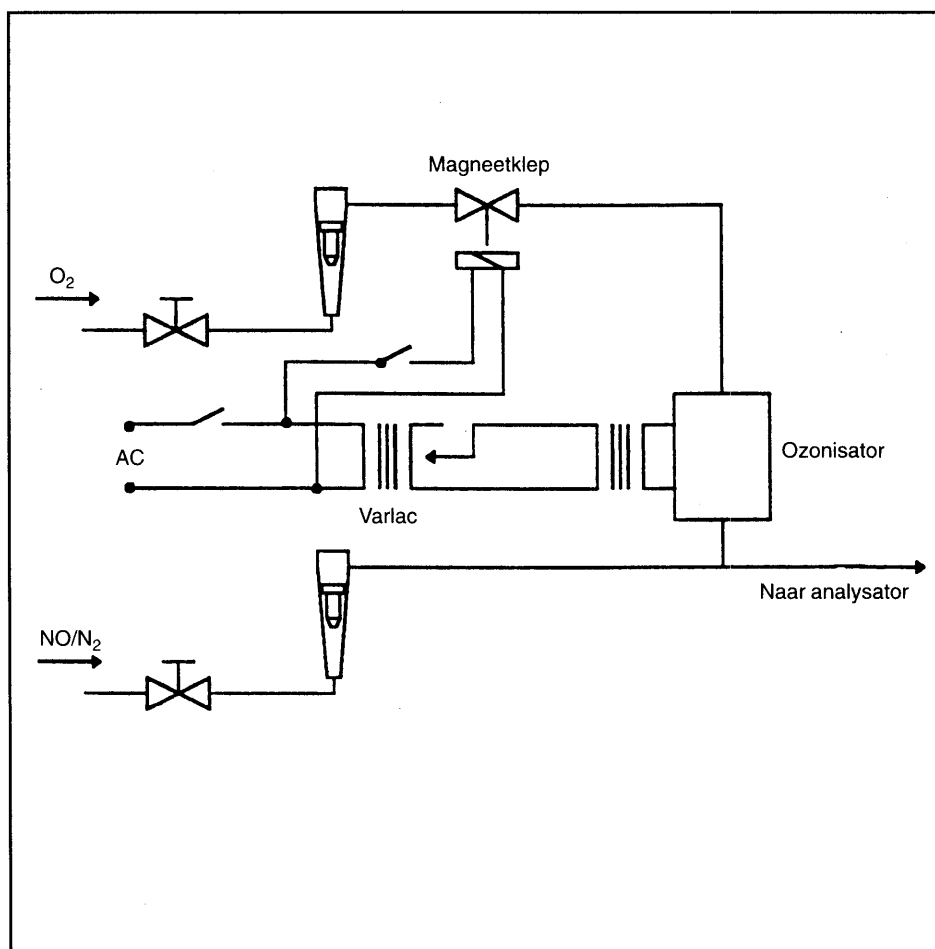 Magneetklep
O₂
AC
Ozonisator
Varlac
Naar analysator
NO/N₂